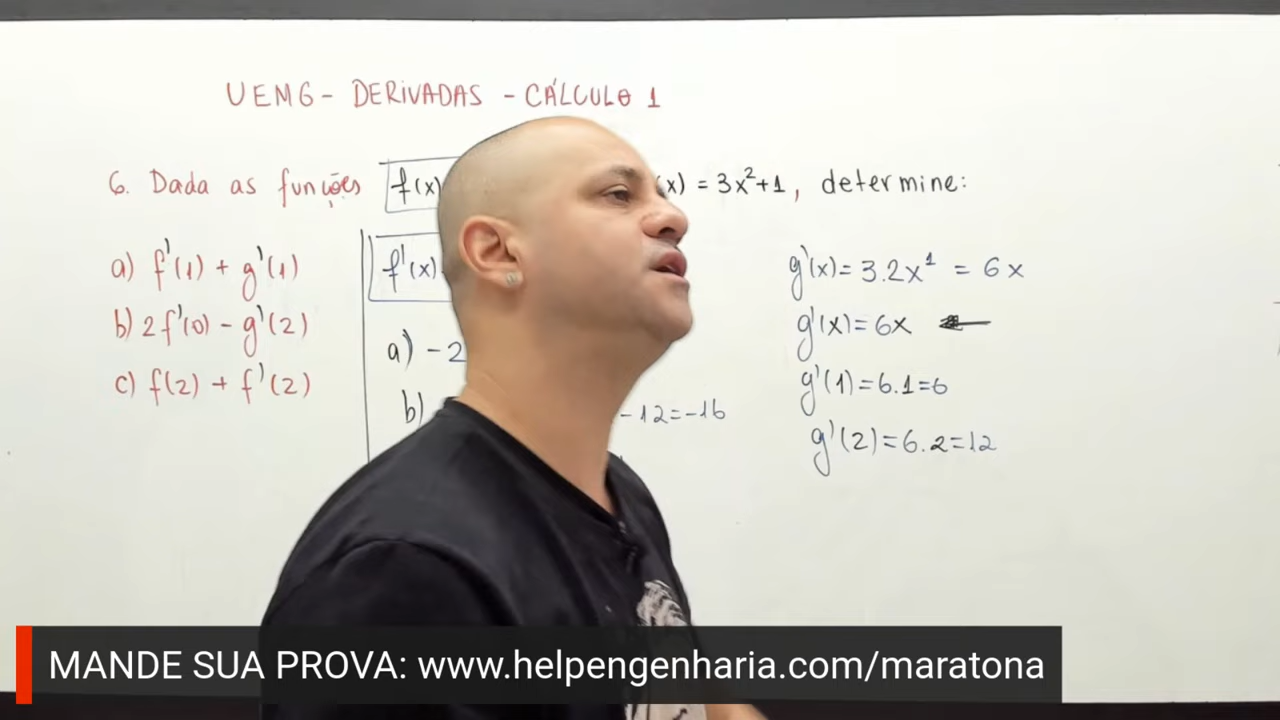 UEMG - DERIVADAS - CÁLCULO 1
6. Dada as funções f(x) (x) = 3x²+1, determine:
a) f'(1) + g'(1)
b) 2f'(0) - g'(2)
c) f(2) + f'(2)
f'(x)
a) -2
b) -12=-16
g'(x)= 3.2x¹ = 6x
g'(x)= 6x
g'(1)=6.1=6
g'(2)=6.2=12
MANDE SUA PROVA: www.helpengenharia.com/maratona